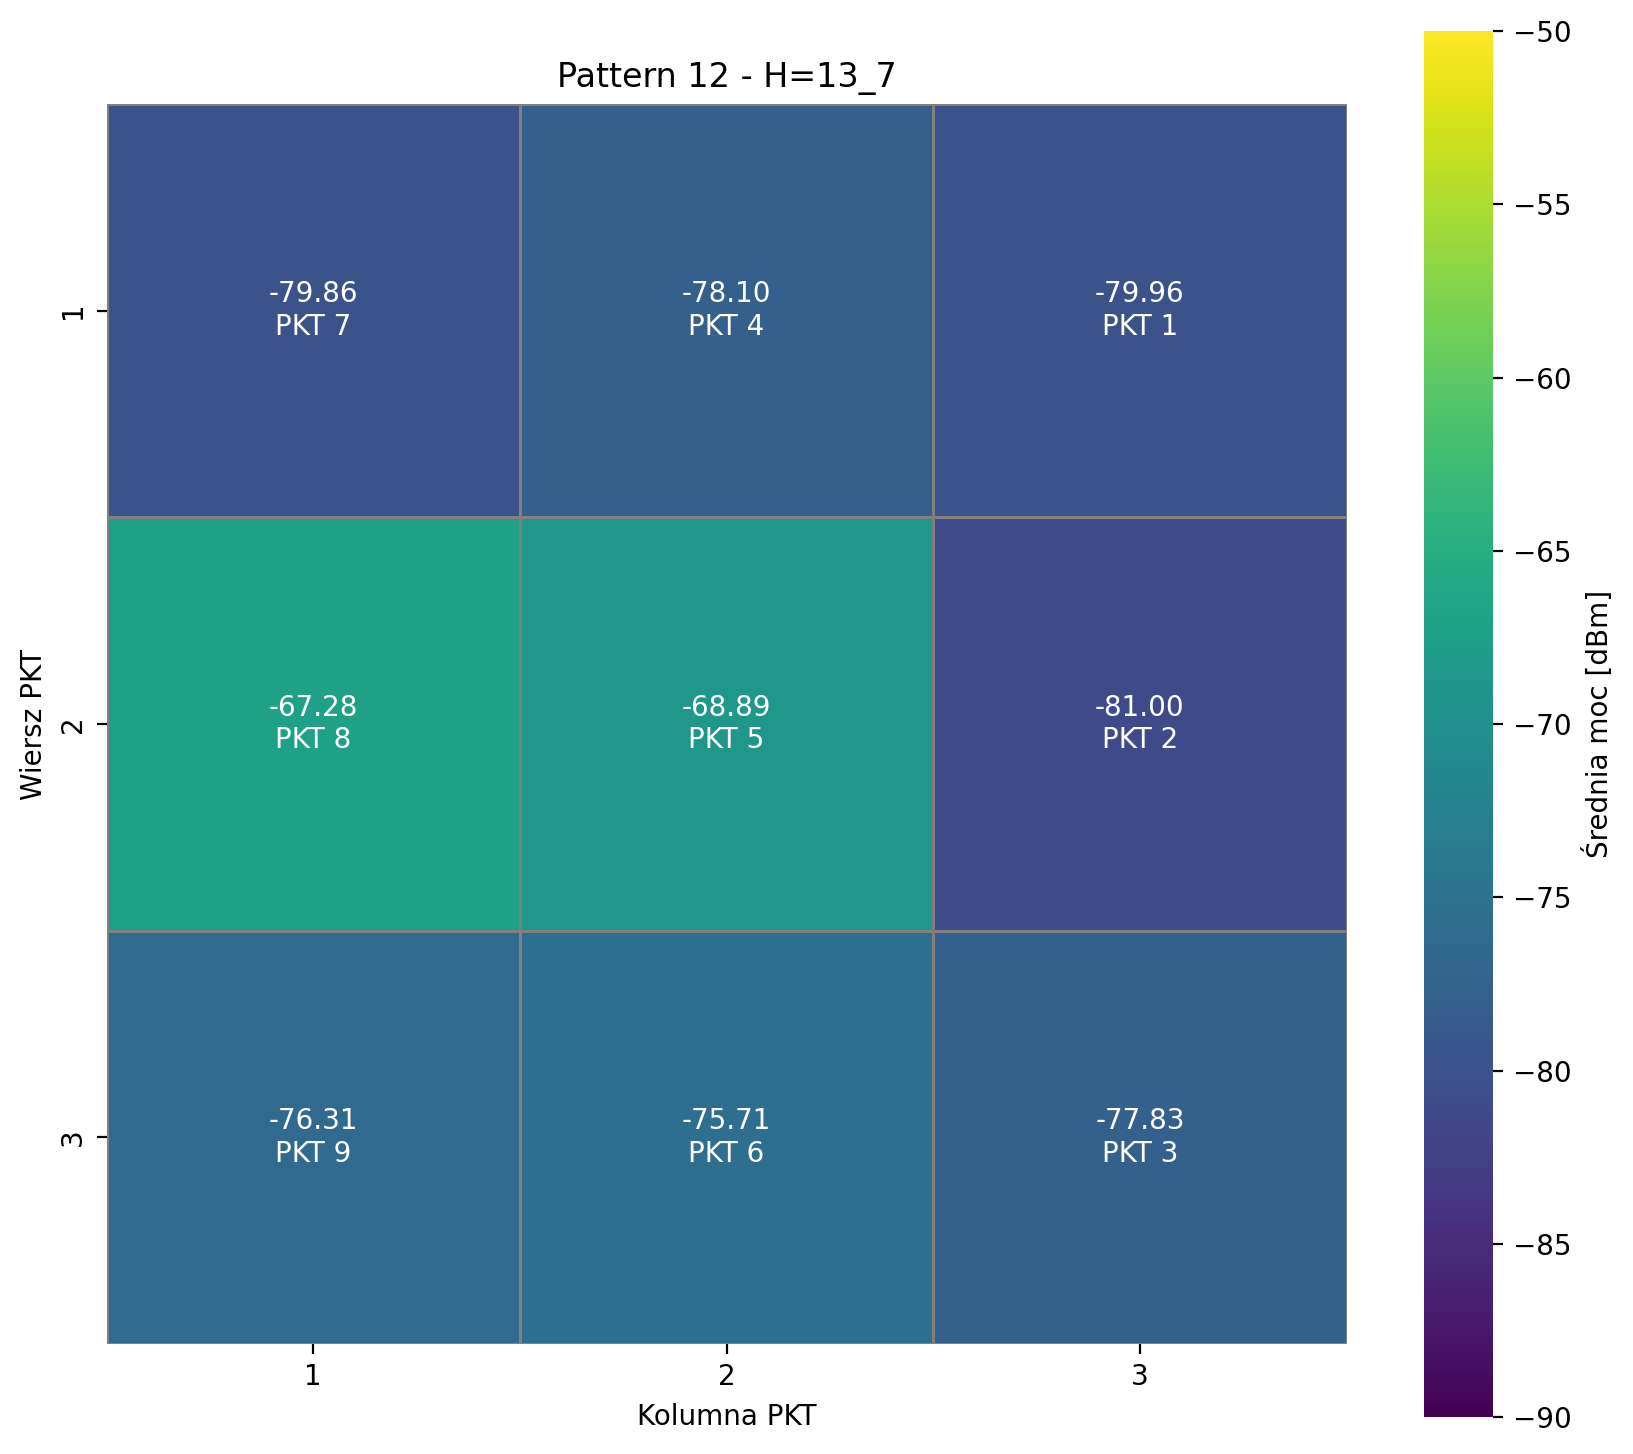 Pattern 12 - H=13_7
-79.86
PKT 7
-78.10
PKT 4
-79.96
PKT 1
-67.28
PKT 8
-68.89
PKT 5
-81.00
PKT 2
-76.31
PKT 9
-75.71
PKT 6
-77.83
PKT 3
1
2
3
Wiersz PKT
1
2
3
Kolumna PKT
−50
−55
−60
−65
−70
−75
−80
−85
−90
Średnia moc [dBm]